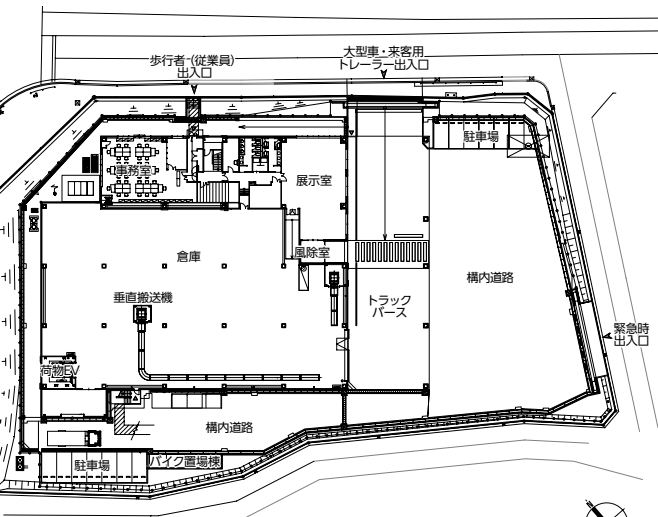 歩行者・(従業員)
出入口
大型車・来客用
トレーラー出入口
駐車場
事務室
展示室
倉庫
風除室
構内道路
垂直搬送機
トラック
バース
緊急時
出入口
荷物EV
構内道路
駐車場
バイク置場棟